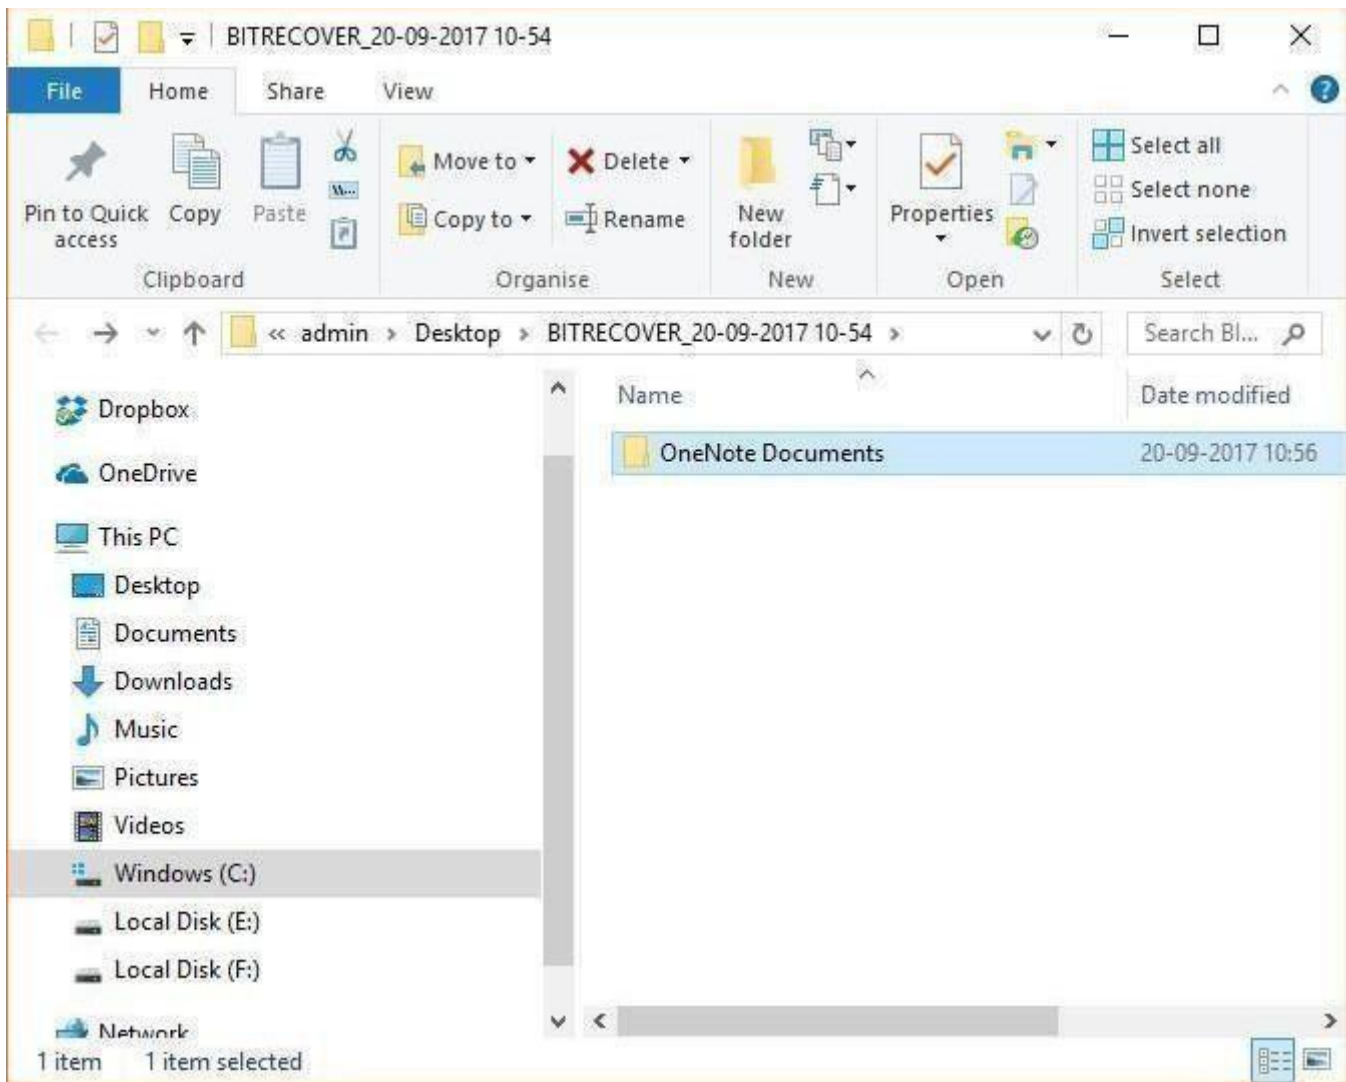 BITRECOVER_20-09-2017 10-54
File Home Share View
Pin to Quick access
Copy
Paste
Move to
Copy to
Delete
Rename
New folder
Properties
Select all
Select none
Invert selection
Clipboard Organise New Open Select
« admin > Desktop > BITRECOVER_20-09-2017 10-54 >
Search BI...
Dropbox
OneDrive
This PC
Desktop
Documents
Downloads
Music
Pictures
Videos
Windows (C:)
Local Disk (E:)
Local Disk (F:)
Network
Name Date modified
OneNote Documents 20-09-2017 10:56
1 item 1 item selected